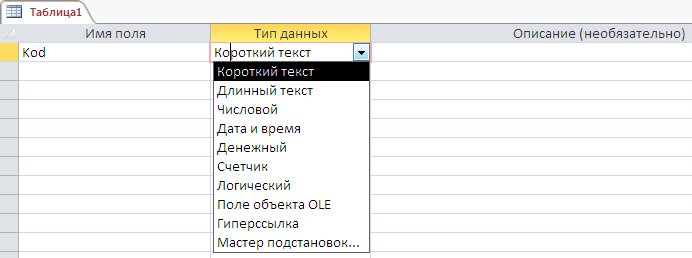 Таблица1
Имя поля Тип данных Описание (необязательно)
Kod Короткий текст
Короткий текст
Длинный текст
Числовой
Дата и время
Денежный
Счетчик
Логический
Поле объекта OLE
Гиперссылка
Мастер подстановок...